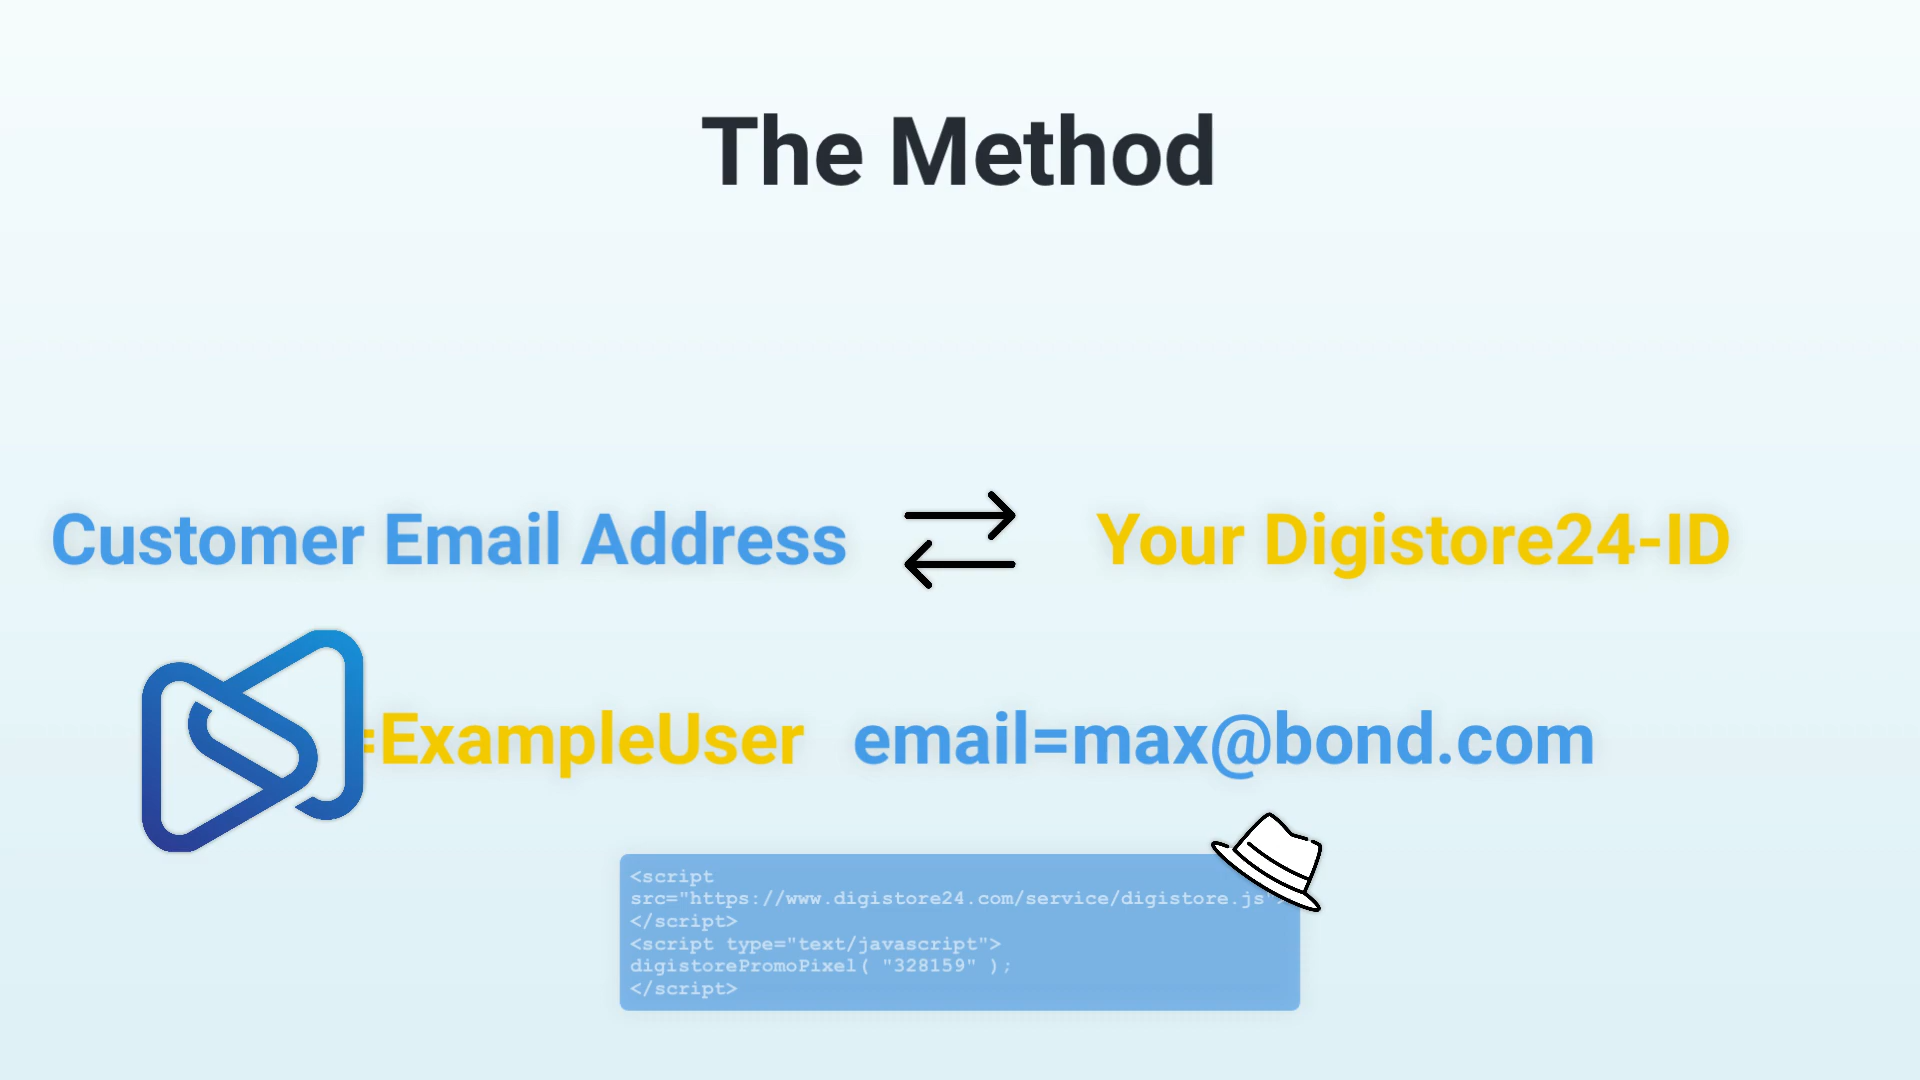 The Method
Customer Email Address
Your Digistore24-ID
=ExampleUser email=max@bond.com
<script
src="https://www.digistore24.com/service/digistore.js">
</script>
<script type="text/javascript">
digistorePromoPixel( "328159" );
</script>